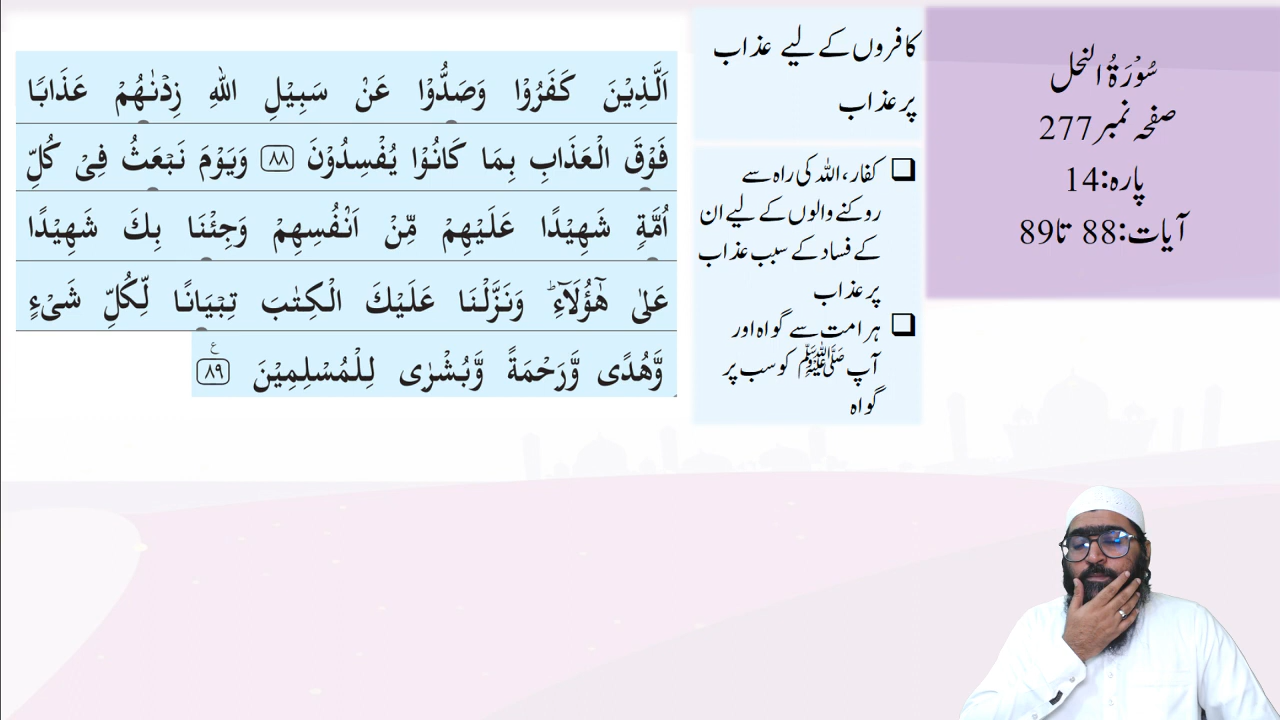 سُوْرَۃُ النحل
صفحہ نمبر 277
پارہ:14
آیات:88 تا 89
کافروں کے لیے عذاب
پر عذاب
❑ کفار، اللہ کی راہ سے
روکنے والوں کے لیے ان
کے فساد کے سبب عذاب
پر عذاب
❑ ہر امت سے گواہ اور
آپ ﷺ کو سب پر
گواہ
اَلَّذِیْنَ کَفَرُوْا وَصَدُّوْا عَنْ سَبِیْلِ اللّٰہِ زِدْنٰہُمْ عَذَابًا
فَوْقَ الْعَذَابِ بِمَا کَانُوْا یُفْسِدُوْنَ ﴿۸۸﴾ وَیَوْمَ نَبْعَثُ فِیْ کُلِّ
اُمَّۃٍ شَہِیْدًا عَلَیْہِمْ مِّنْ اَنْفُسِہِمْ وَجِئْنَا بِکَ شَہِیْدًا
عَلٰی ہٰٓؤُلَآءِ ؕ وَنَزَّلْنَا عَلَیْکَ الْکِتٰبَ تِبْیَانًا لِّکُلِّ شَیْءٍ
وَّہُدًی وَّرَحْمَۃً وَّبُشْرٰی لِلْمُسْلِمِیْنَ ﴿۸۹﴾ ع